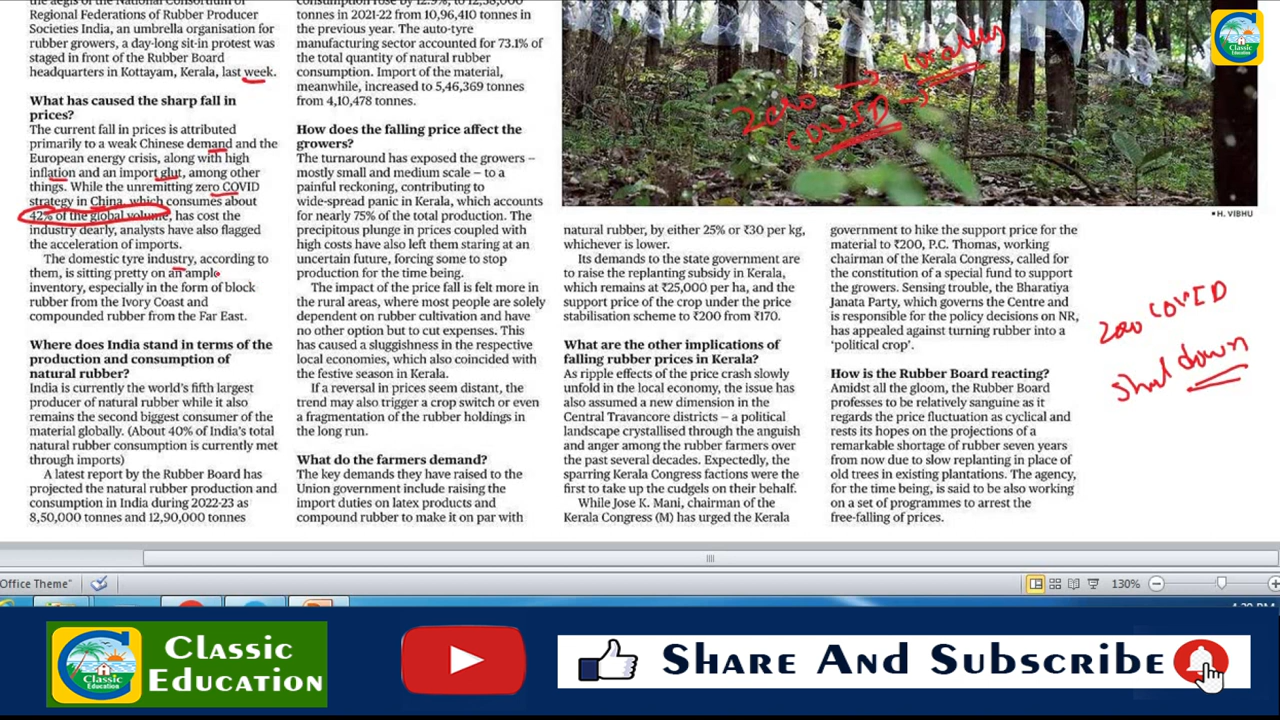 the aegis of the National Consortium of
Regional Federations of Rubber Producer
Societies India, an umbrella organisation for
rubber growers, a day-long sit-in protest was
staged in front of the Rubber Board
headquarters in Kottayam, Kerala, last week.
What has caused the sharp fall in
prices?
The current fall in prices is attributed
primarily to a weak Chinese demand and the
European energy crisis, along with high
inflation and an import glut, among other
things. While the unremitting zero COVID
strategy in China, which consumes about
42% of the global volume, has cost the
industry dearly, analysts have also flagged
the acceleration of imports.
The domestic tyre industry, according to
them, is sitting pretty on an ample
inventory, especially in the form of block
rubber from the Ivory Coast and
compounded rubber from the Far East.
Where does India stand in terms of the
production and consumption of
natural rubber?
India is currently the world's fifth largest
producer of natural rubber while it also
remains the second biggest consumer of the
material globally. (About 40% of India's total
natural rubber consumption is currently met
through imports)
A latest report by the Rubber Board has
projected the natural rubber production and
consumption in India during 2022-23 as
8,50,000 tonnes and 12,90,000 tonnes
consumption rose by 12.9%, to 12,38,000
tonnes in 2021-22 from 10,96,410 tonnes in
the previous year. The auto-tyre
manufacturing sector accounted for 73.1% of
the total quantity of natural rubber
consumption. Import of the material,
meanwhile, increased to 5,46,369 tonnes
from 4,10,478 tonnes.
How does the falling price affect the
growers?
The turnaround has exposed the growers –
mostly small and medium scale – to a
painful reckoning, contributing to
wide-spread panic in Kerala, which accounts
for nearly 75% of the total production. The
precipitous plunge in prices coupled with
high costs have also left them staring at an
uncertain future, forcing some to stop
production for the time being.
The impact of the price fall is felt more in
the rural areas, where most people are solely
dependent on rubber cultivation and have
no other option but to cut expenses. This
has caused a sluggishness in the respective
local economies, which also coincided with
the festive season in Kerala.
If a reversal in prices seem distant, the
trend may also trigger a crop switch or even
a fragmentation of the rubber holdings in
the long run.
What do the farmers demand?
The key demands they have raised to the
Union government include raising the
import duties on latex products and
compound rubber to make it on par with
Zero →
COVID →
H. VIBHU
natural rubber, by either 25% or ₹30 per kg,
whichever is lower.
Its demands to the state government are
to raise the replanting subsidy in Kerala,
which remains at ₹25,000 per ha, and the
support price of the crop under the price
stabilisation scheme to ₹200 from ₹170.
What are the other implications of
falling rubber prices in Kerala?
As ripple effects of the price crash slowly
unfold in the local economy, the issue has
also assumed a new dimension in the
Central Travancore districts – a political
landscape crystallised through the anguish
and anger among the rubber farmers over
the past several decades. Expectedly, the
sparring Kerala Congress factions were the
first to take up the cudgels on their behalf.
While Jose K. Mani, chairman of the
Kerala Congress (M) has urged the Kerala
government to hike the support price for the
material to ₹200, P.C. Thomas, working
chairman of the Kerala Congress, called for
the constitution of a special fund to support
the growers. Sensing trouble, the Bharatiya
Janata Party, which governs the Centre and
is responsible for the policy decisions on NR,
has appealed against turning rubber into a
'political crop'.
How is the Rubber Board reacting?
Amidst all the gloom, the Rubber Board
professes to be relatively sanguine as it
regards the price fluctuation as cyclical and
rests its hopes on the projections of a
remarkable shortage of rubber seven years
from now due to slow replanting in place of
old trees in existing plantations. The agency,
for the time being, is said to be also working
on a set of programmes to arrest the
free-falling of prices.
Zero COVID
Shut down
Classic
Education
Office Theme"
130%
Classic
Education
Classic
Education
Share And Subscribe